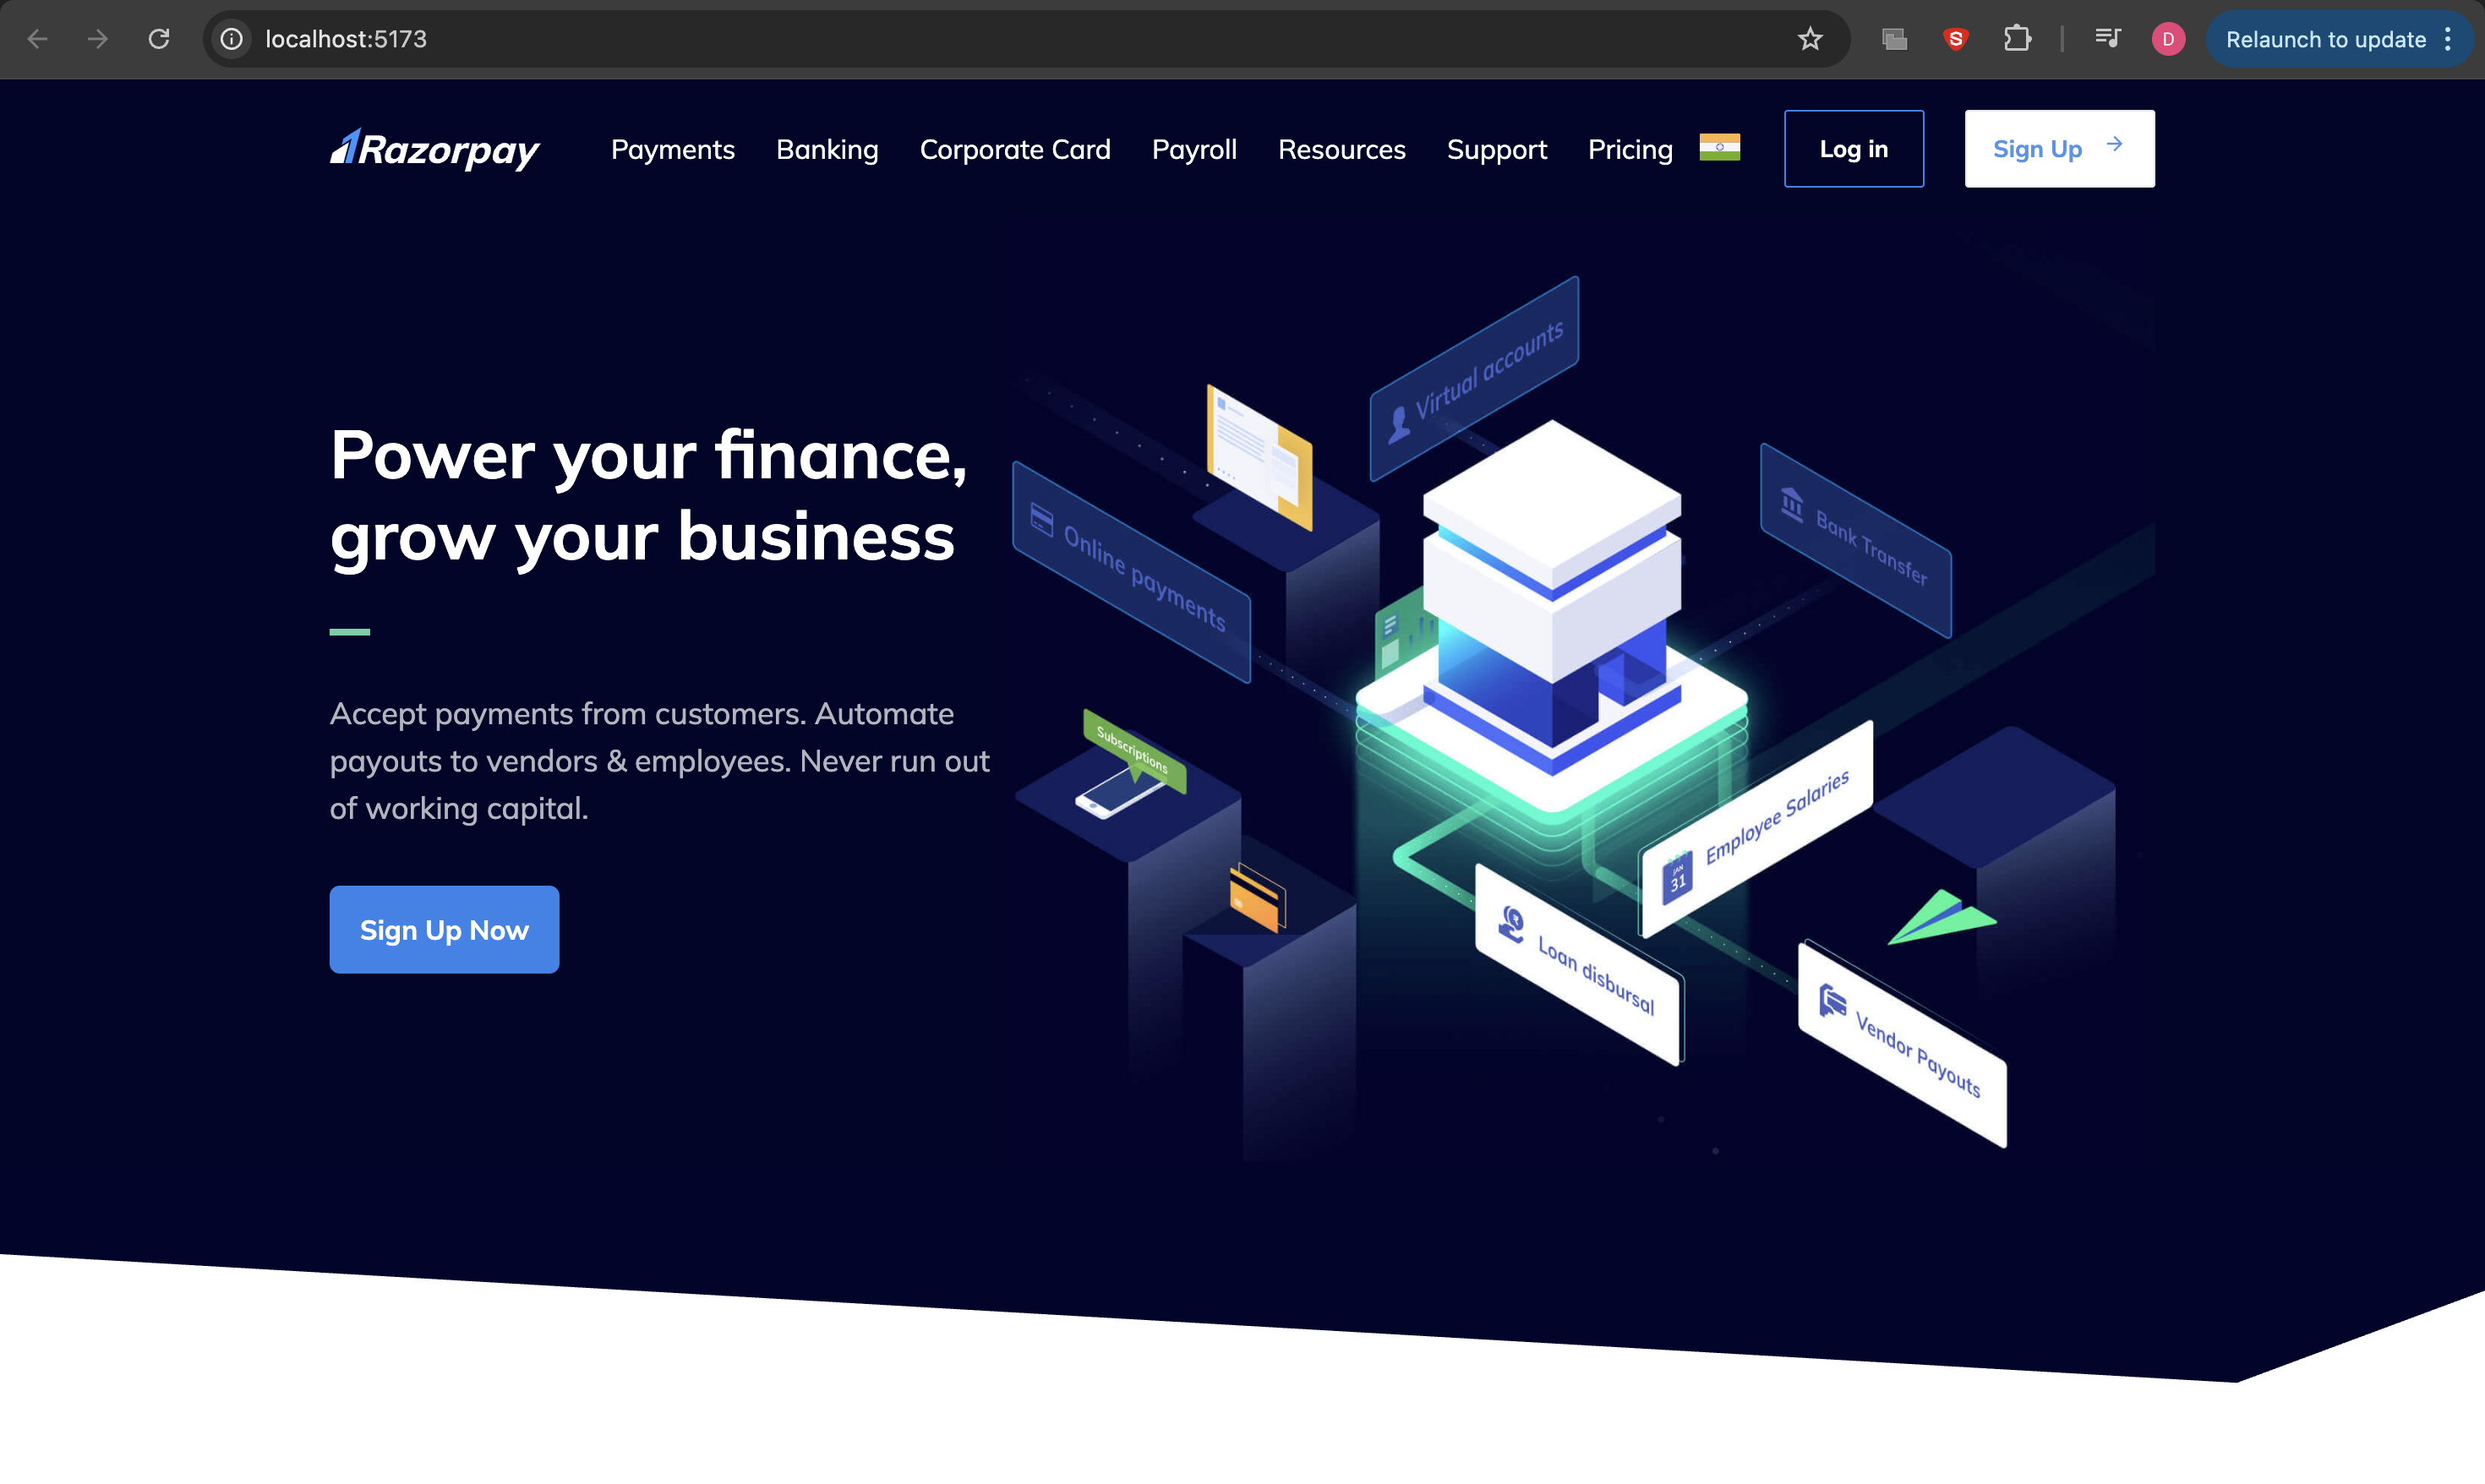 localhost:5173
S
D
Relaunch to update
Razorpay
Payments
Banking
Corporate Card
Payroll
Resources
Support
Pricing
Log in
Sign Up →
Virtual accounts
Power your finance,
grow your business
Online payments
Bank Transfer
Accept payments from customers. Automate
payouts to vendors & employees. Never run out
of working capital.
Subscriptions
Employee Salaries
JAN
31
Loan disbursal
₹
Sign Up Now
Vendor Payouts